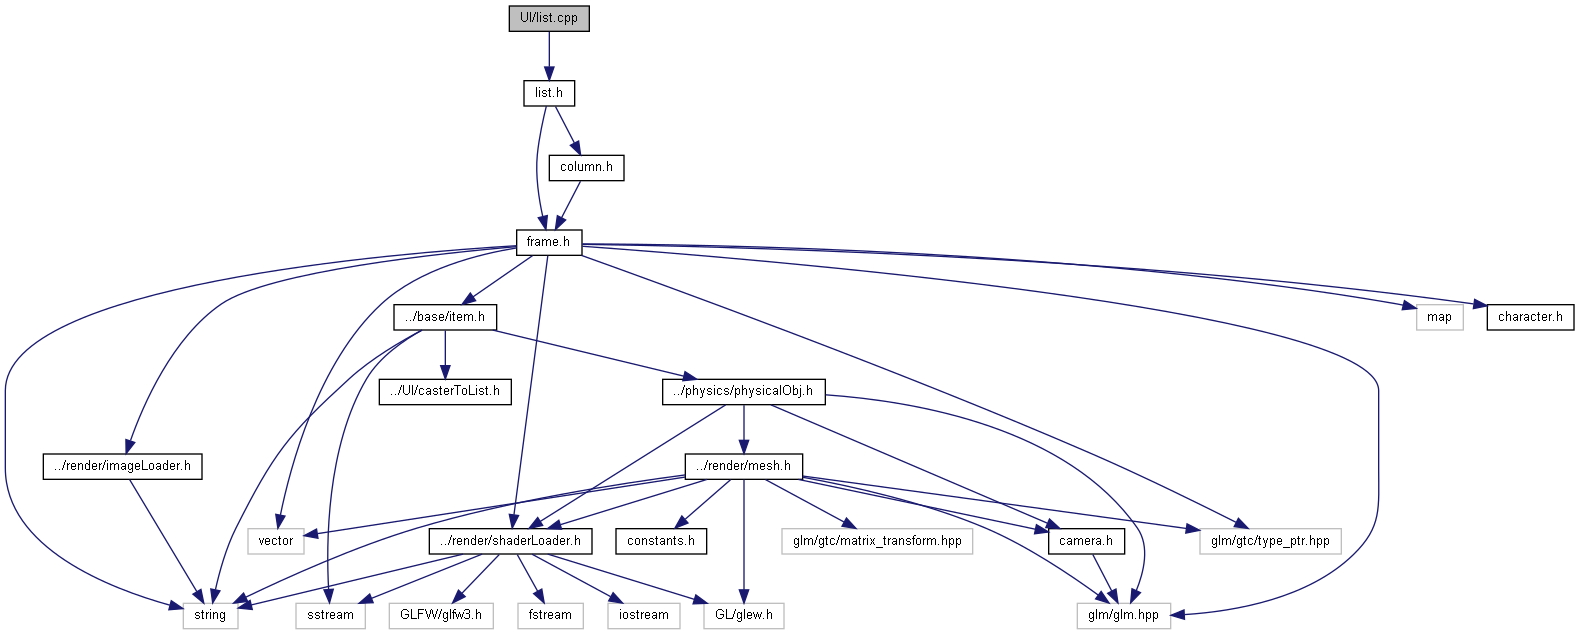 UI/list.cpp
list.h
column.h
frame.h
../base/item.h
map
character.h
../UI/casterToList.h
../physics/physicalObj.h
../render/imageLoader.h
../render/mesh.h
vector
../render/shaderLoader.h
constants.h
glm/gtc/matrix_transform.hpp
camera.h
glm/gtc/type_ptr.hpp
string
sstream
GLFW/glfw3.h
fstream
iostream
GL/glew.h
glm/glm.hpp